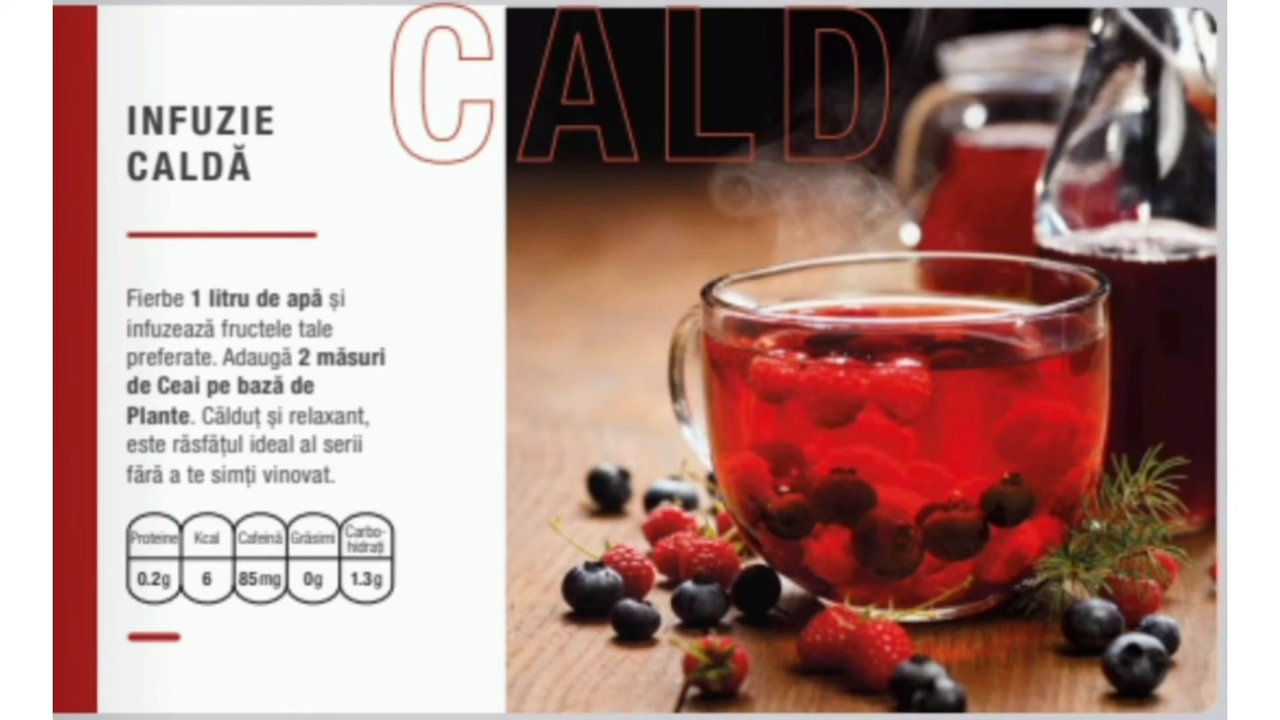 CALD
INFUZIE
CALDĂ
Fierbe 1 litru de apă și
infuzează fructele tale
preferate. Adaugă 2 măsuri
de Ceai pe bază de
Plante. Călduț și relaxant,
este răsfățul ideal al serii
fără a te simți vinovat.
Proteine Kcal Cafeină Grăsimi Carbo-
hidrați
0.2g 6 85mg 0g 1.3g